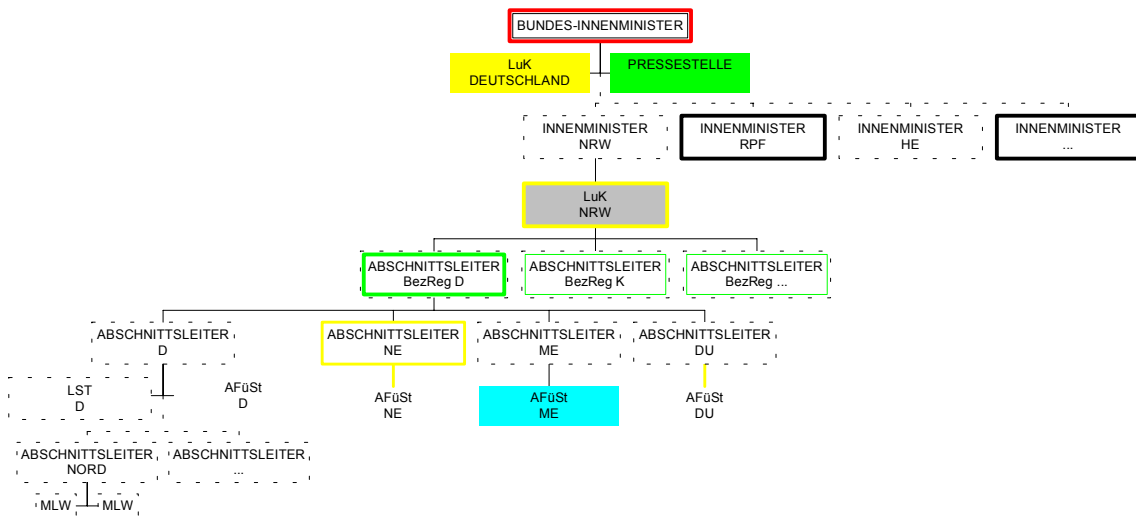 BUNDES-INNENMINISTER
LuK
DEUTSCHLAND
PRESSESTELLE
INNENMINISTER
NRW
INNENMINISTER
RPF
INNENMINISTER
HE
INNENMINISTER
...
LuK
NRW
ABSCHNITTSLEITER
BezReg D
ABSCHNITTSLEITER
BezReg K
ABSCHNITTSLEITER
BezReg ...
ABSCHNITTSLEITER
D
ABSCHNITTSLEITER
NE
ABSCHNITTSLEITER
ME
ABSCHNITTSLEITER
DU
LST
D
AFüSt
D
AFüSt
NE
AFüSt
ME
AFüSt
DU
ABSCHNITTSLEITER
NORD
ABSCHNITTSLEITER
...
MLW
MLW